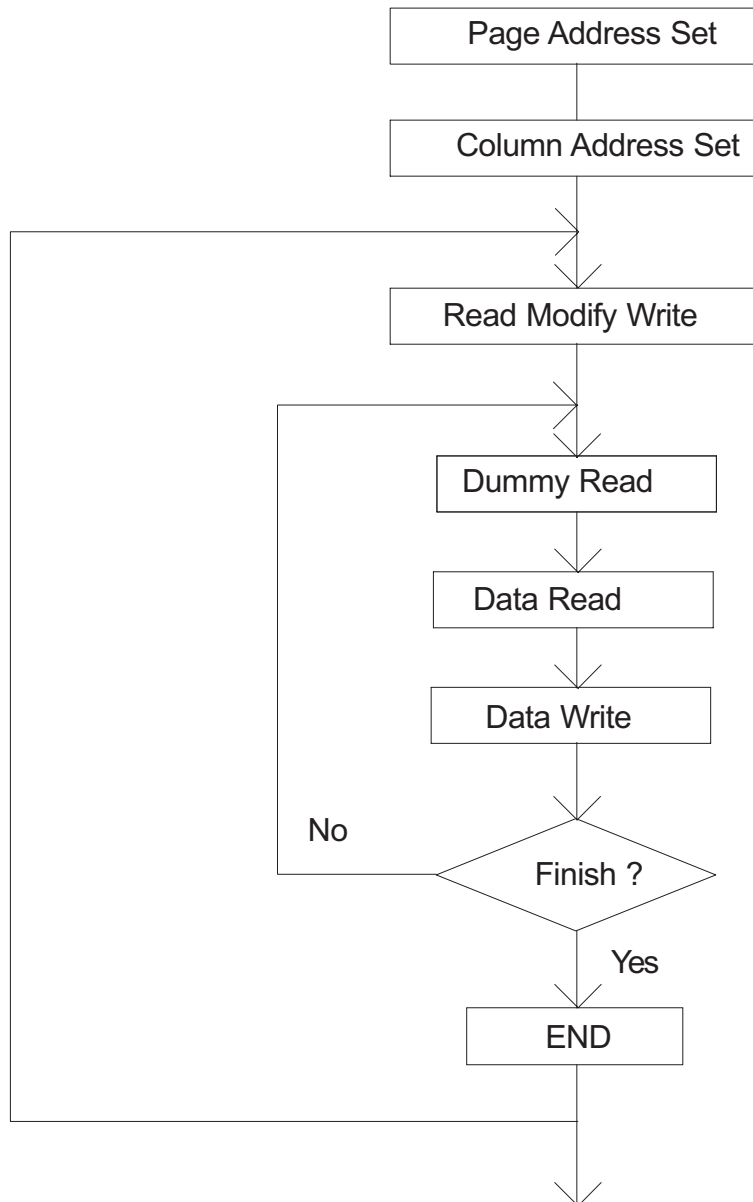 Page Address Set
Column Address Set
Read Modify Write
Dummy Read
Data Read
Data Write
No
Finish ?
Yes
END